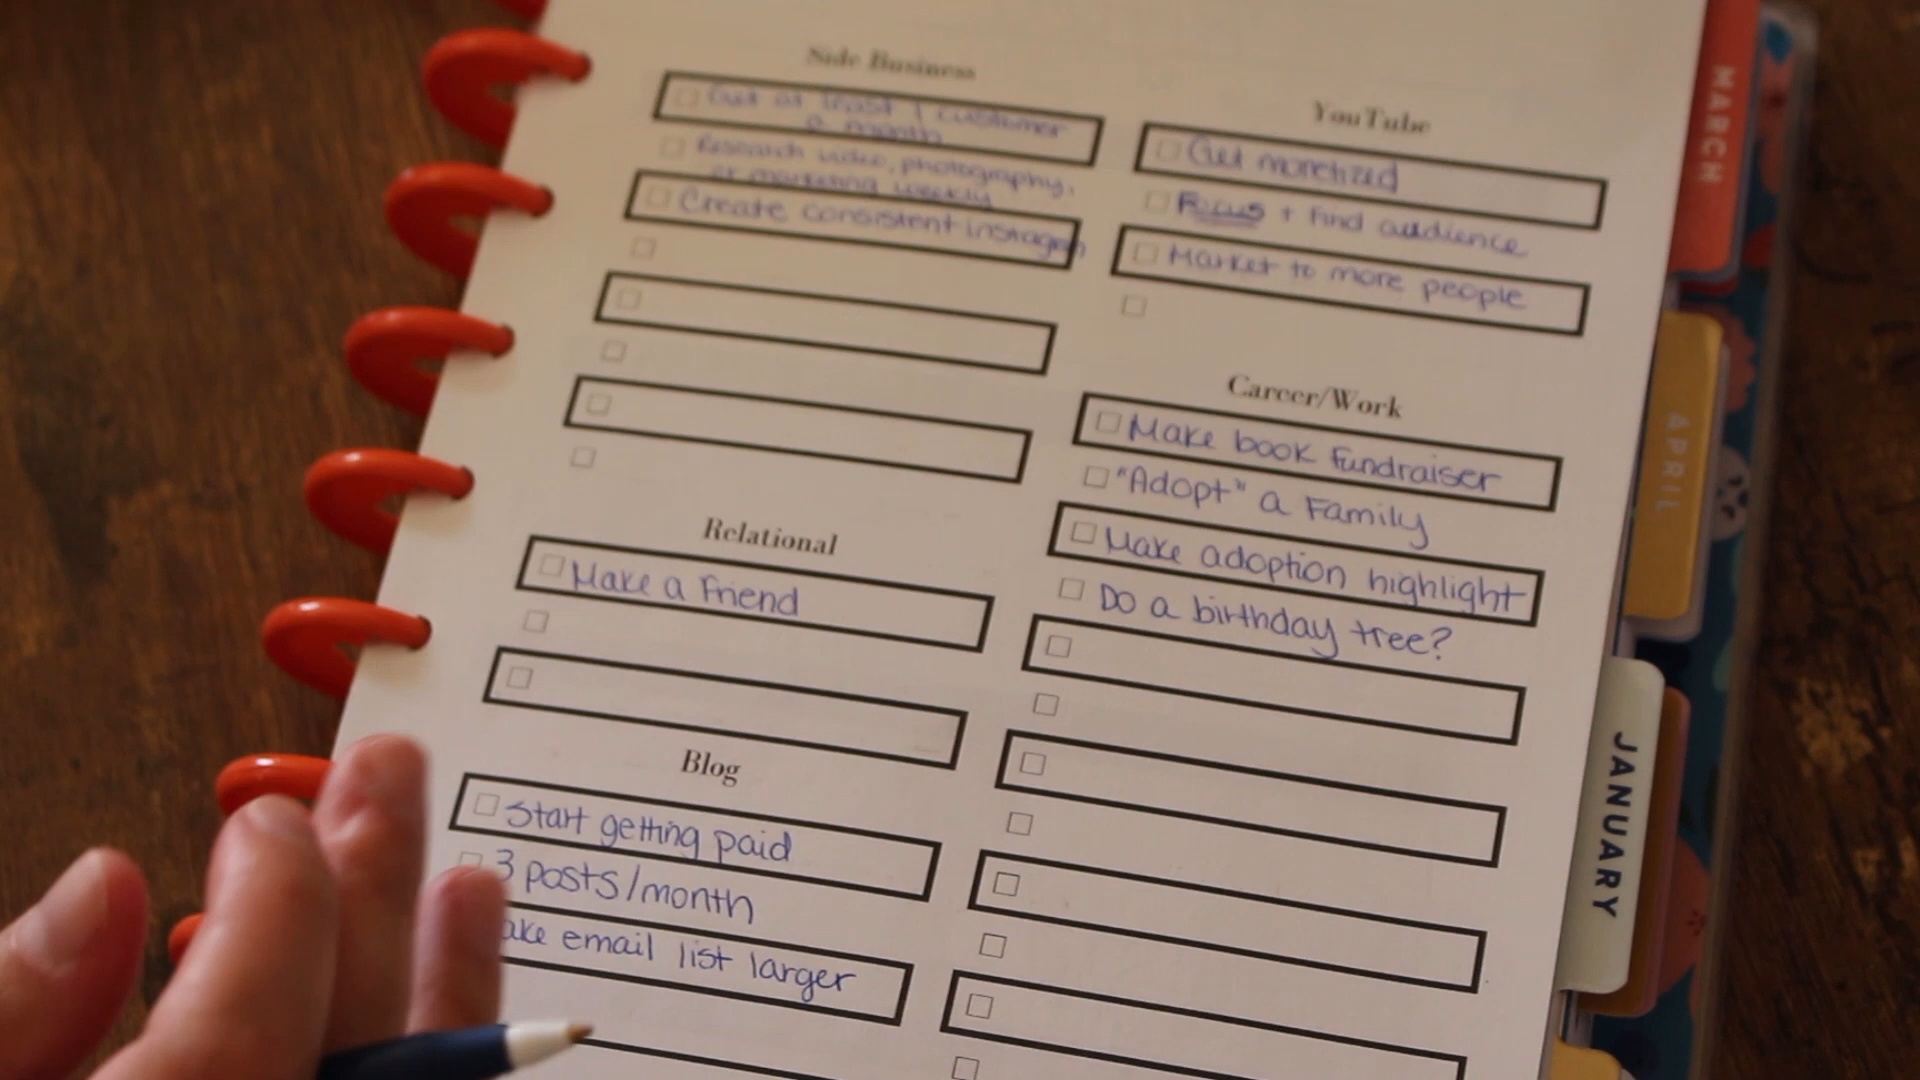 Side Business
Get at least 1 customer
a month
Research video, photography,
or marketing weekly
Create consistent instagram
Relational
Make a friend
Blog
Start getting paid
3 posts/month
ake email list larger
YouTube
Get monetized
Focus + find audience
Market to more people
Career/Work
Make book fundraiser
"Adopt" a Family
Make adoption highlight
Do a birthday tree?
MARCH
APRIL
JANUARY